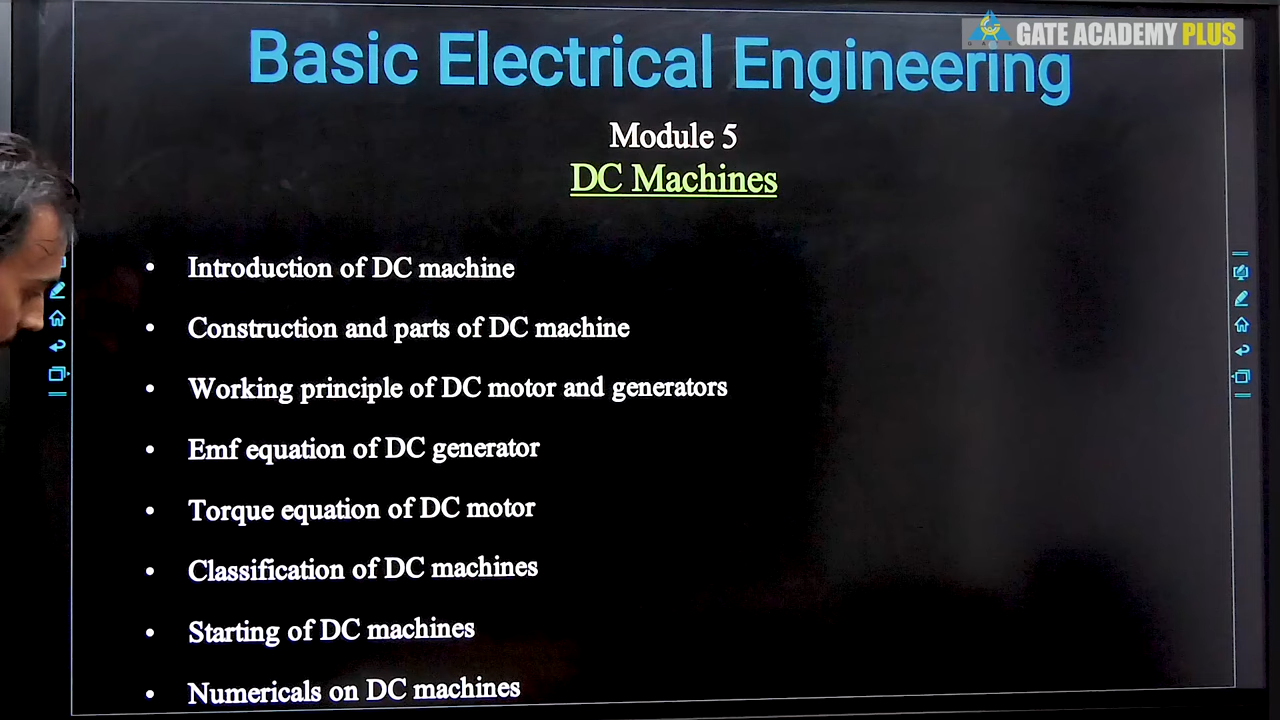 GATE ACADEMY PLUS
Basic Electrical Engineering
Module 5
DC Machines
• Introduction of DC machine
• Construction and parts of DC machine
• Working principle of DC motor and generators
• Emf equation of DC generator
• Torque equation of DC motor
• Classification of DC machines
• Starting of DC machines
• Numericals on DC machines